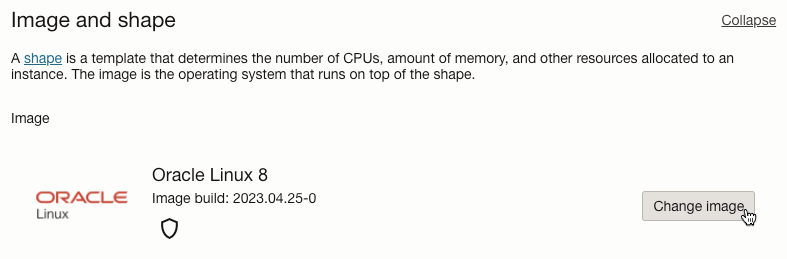 Image and shape
Collapse
A shape is a template that determines the number of CPUs, amount of memory, and other resources allocated to an
instance. The image is the operating system that runs on top of the shape.
Image
ORACLE
Linux
Oracle Linux 8
Image build: 2023.04.25-0
Change image